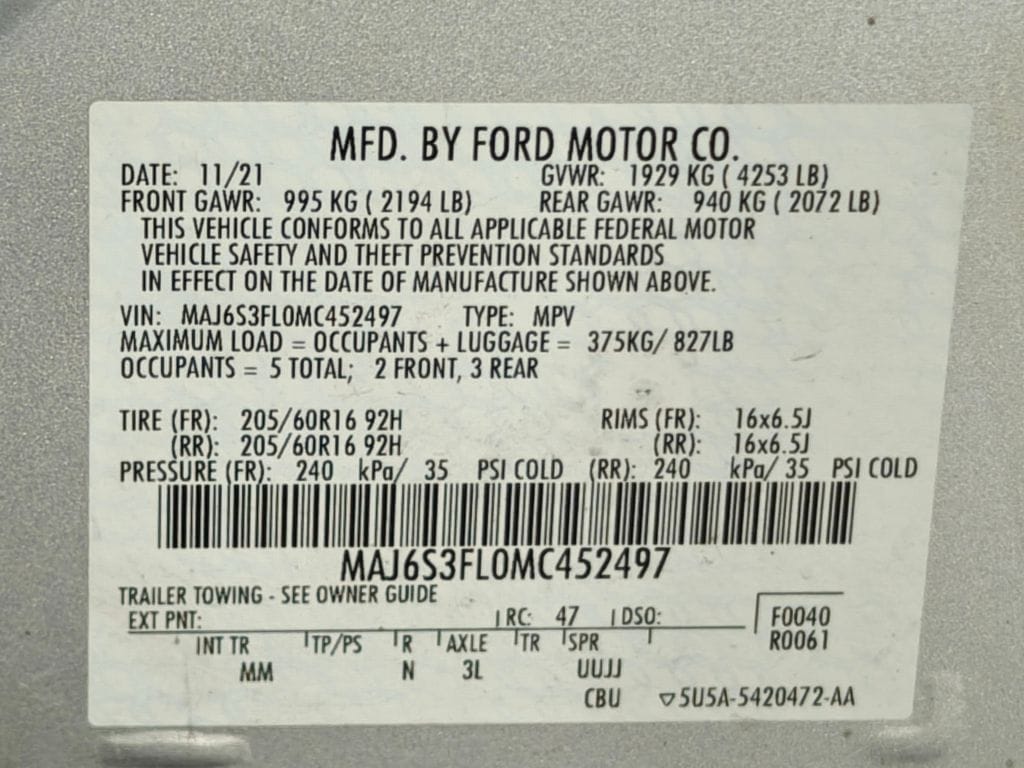 MFD. BY FORD MOTOR CO.
DATE: 11/21 GVWR: 1929 KG ( 4253 LB)
FRONT GAWR: 995 KG ( 2194 LB) REAR GAWR: 940 KG ( 2072 LB)
THIS VEHICLE CONFORMS TO ALL APPLICABLE FEDERAL MOTOR
VEHICLE SAFETY AND THEFT PREVENTION STANDARDS
IN EFFECT ON THE DATE OF MANUFACTURE SHOWN ABOVE.
VIN: MAJ6S3FL0MC452497 TYPE: MPV
MAXIMUM LOAD = OCCUPANTS + LUGGAGE = 375KG/ 827LB
OCCUPANTS = 5 TOTAL; 2 FRONT, 3 REAR
TIRE (FR): 205/60R16 92H RIMS (FR): 16x6.5J
(RR): 205/60R16 92H (RR): 16x6.5J
PRESSURE (FR): 240 kPa/ 35 PSI COLD (RR): 240 kPa/ 35 PSI COLD
MAJ6S3FL0MC452497
TRAILER TOWING - SEE OWNER GUIDE
EXT PNT: RC: 47 DSO: F0040
INT TR TP/PS R AXLE TR SPR R0061
MM N 3L UUJJ
CBU ▽5U5A-5420472-AA